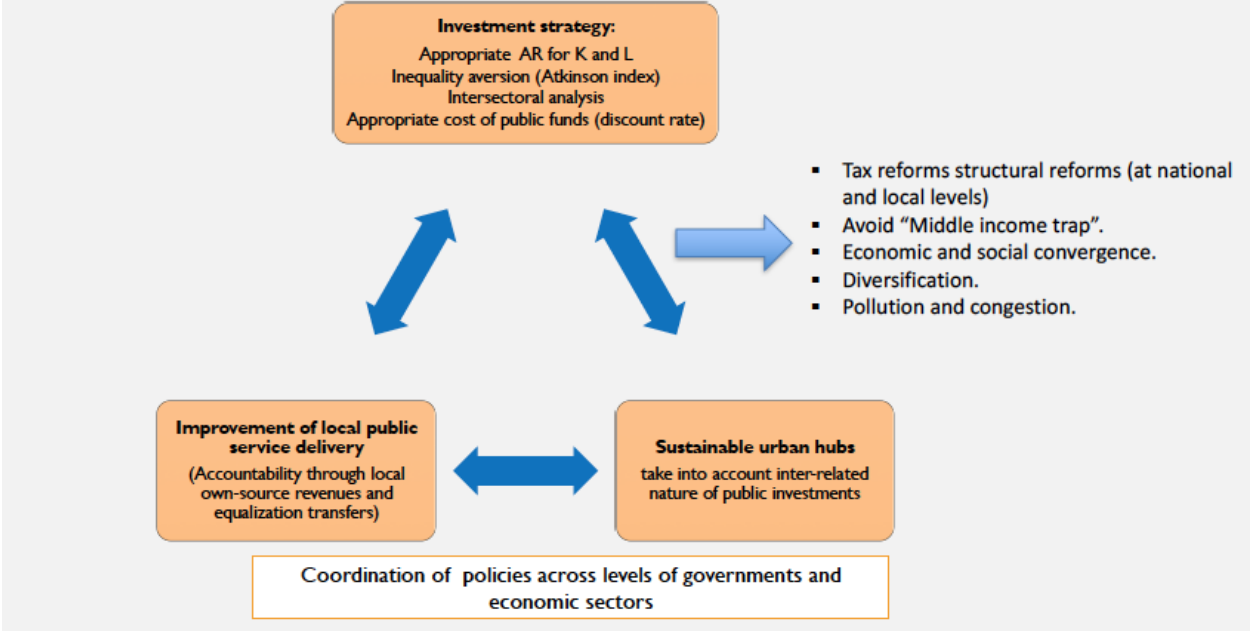 Investment strategy:
Appropriate AR for K and L
Inequality aversion (Atkinson index)
Intersectoral analysis
Appropriate cost of public funds (discount rate)
▪ Tax reforms structural reforms (at national
and local levels)
▪ Avoid “Middle income trap”.
▪ Economic and social convergence.
▪ Diversification.
▪ Pollution and congestion.
Improvement of local public
service delivery
(Accountability through local
own-source revenues and
equalization transfers)
Sustainable urban hubs
take into account inter-related
nature of public investments
Coordination of policies across levels of governments and
economic sectors